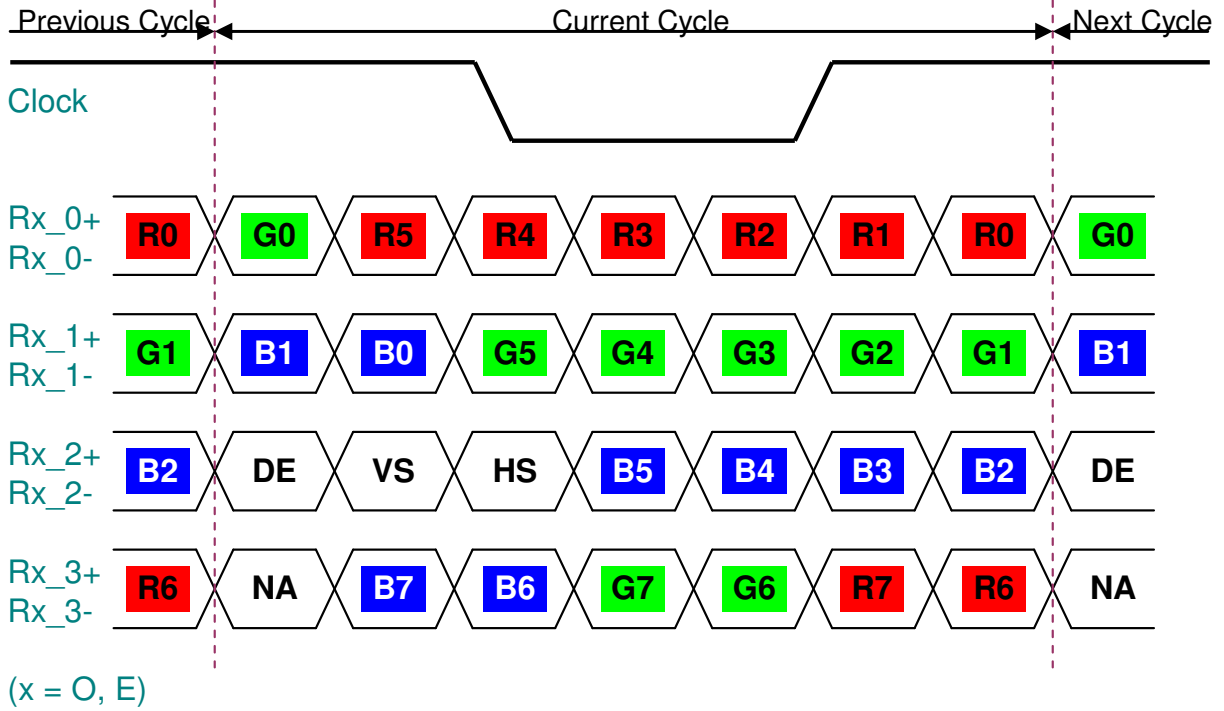 Previous Cycle Current Cycle Next Cycle
Clock
Rx_0+
Rx_0-
R0 G0 R5 R4 R3 R2 R1 R0 G0
Rx_1+
Rx_1-
G1 B1 B0 G5 G4 G3 G2 G1 B1
Rx_2+
Rx_2-
B2 DE VS HS B5 B4 B3 B2 DE
Rx_3+
Rx_3-
R6 NA B7 B6 G7 G6 R7 R6 NA
(x = O, E)